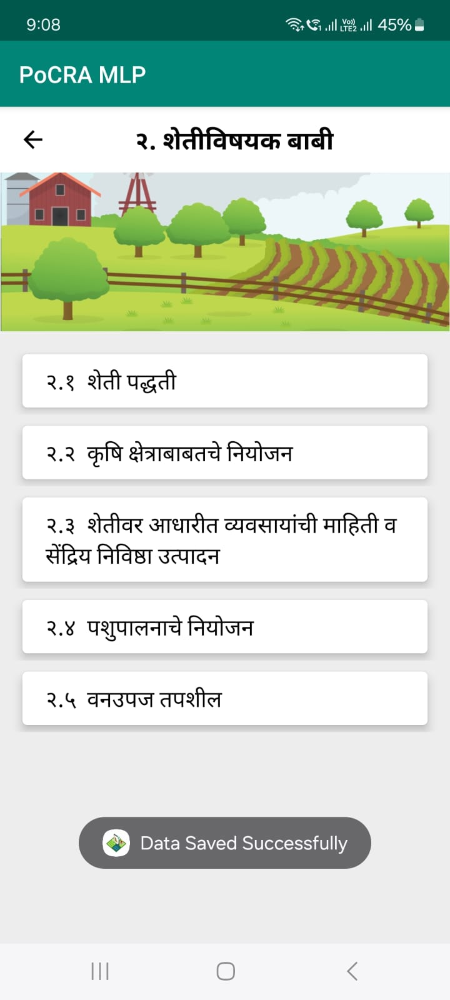 9:08
Vo))
LTE2
45%
PoCRA MLP
२. शेतीविषयक बाबी
२.१ शेती पद्धती
२.२ कृषि क्षेत्राबाबतचे नियोजन
२.३ शेतीवर आधारीत व्यवसायांची माहिती व
सेंद्रिय निविष्ठा उत्पादन
२.४ पशुपालनाचे नियोजन
२.५ वनउपज तपशील
Data Saved Successfully